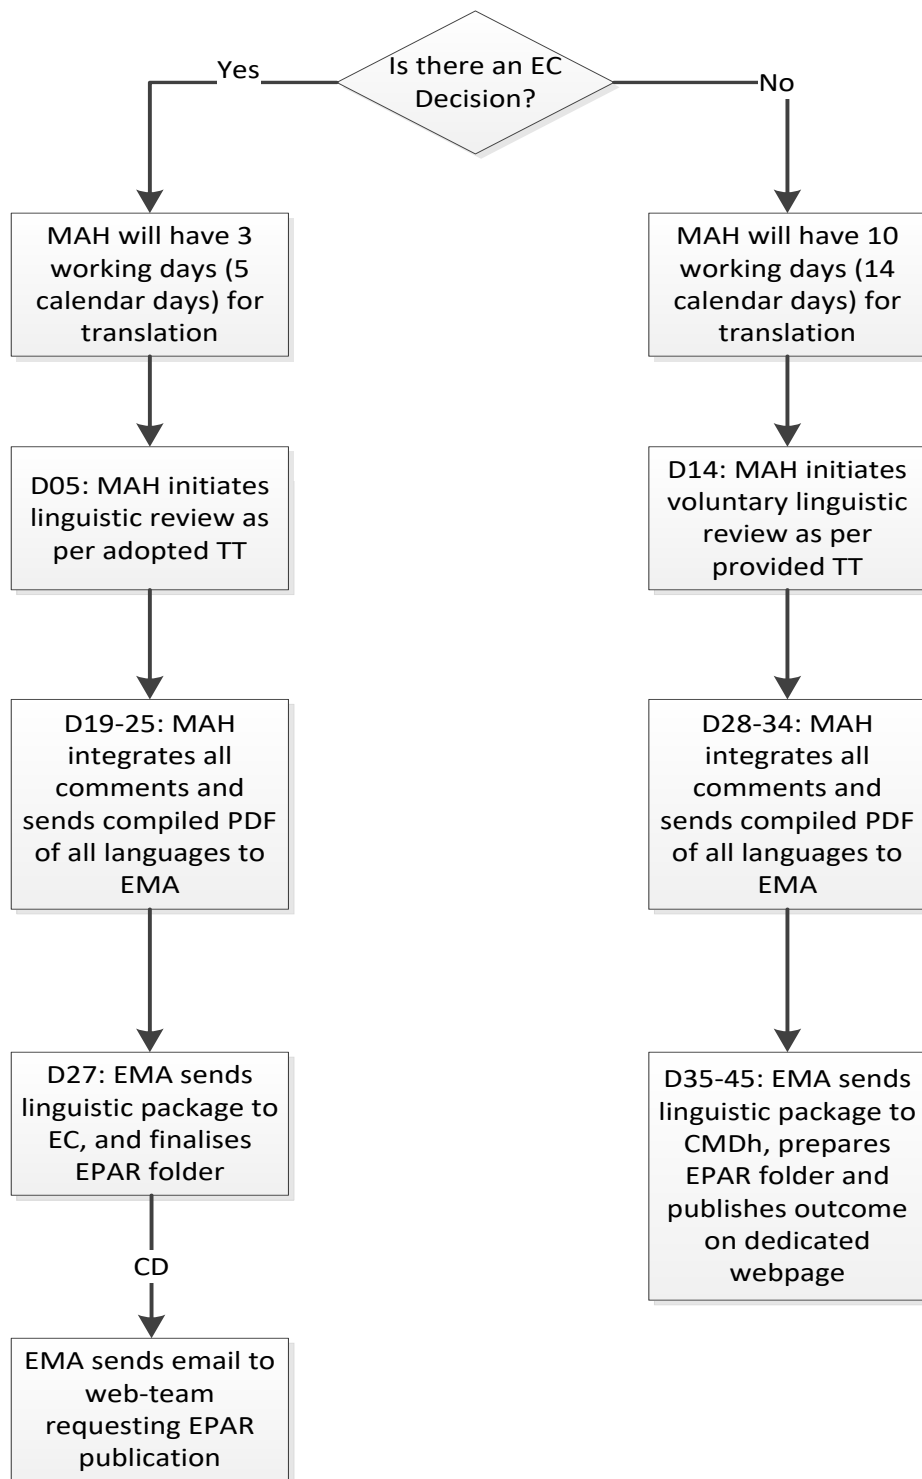 Is there an EC
Decision?
Yes
No
MAH will have 3
working days (5
calendar days) for
translation
MAH will have 10
working days (14
calendar days) for
translation
D05: MAH initiates
linguistic review as
per adopted TT
D14: MAH initiates
voluntary linguistic
review as per
provided TT
D19-25: MAH
integrates all
comments and
sends compiled PDF
of all languages to
EMA
D28-34: MAH
integrates all
comments and
sends compiled PDF
of all languages to
EMA
D27: EMA sends
linguistic package to
EC, and finalises
EPAR folder
D35-45: EMA sends
linguistic package to
CMDh, prepares
EPAR folder and
publishes outcome
on dedicated
webpage
CD
EMA sends email to
web-team
requesting EPAR
publication